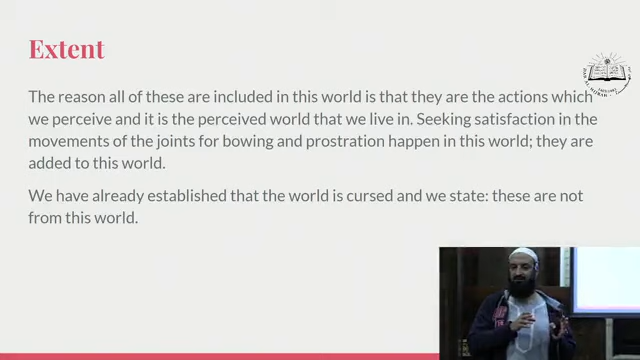 Extent
The reason all of these are included in this world is that they are the actions which
we perceive and it is the perceived world that we live in. Seeking satisfaction in the
movements of the joints for bowing and prostration happen in this world; they are
added to this world.
We have already established that the world is cursed and we state: these are not
from this world.